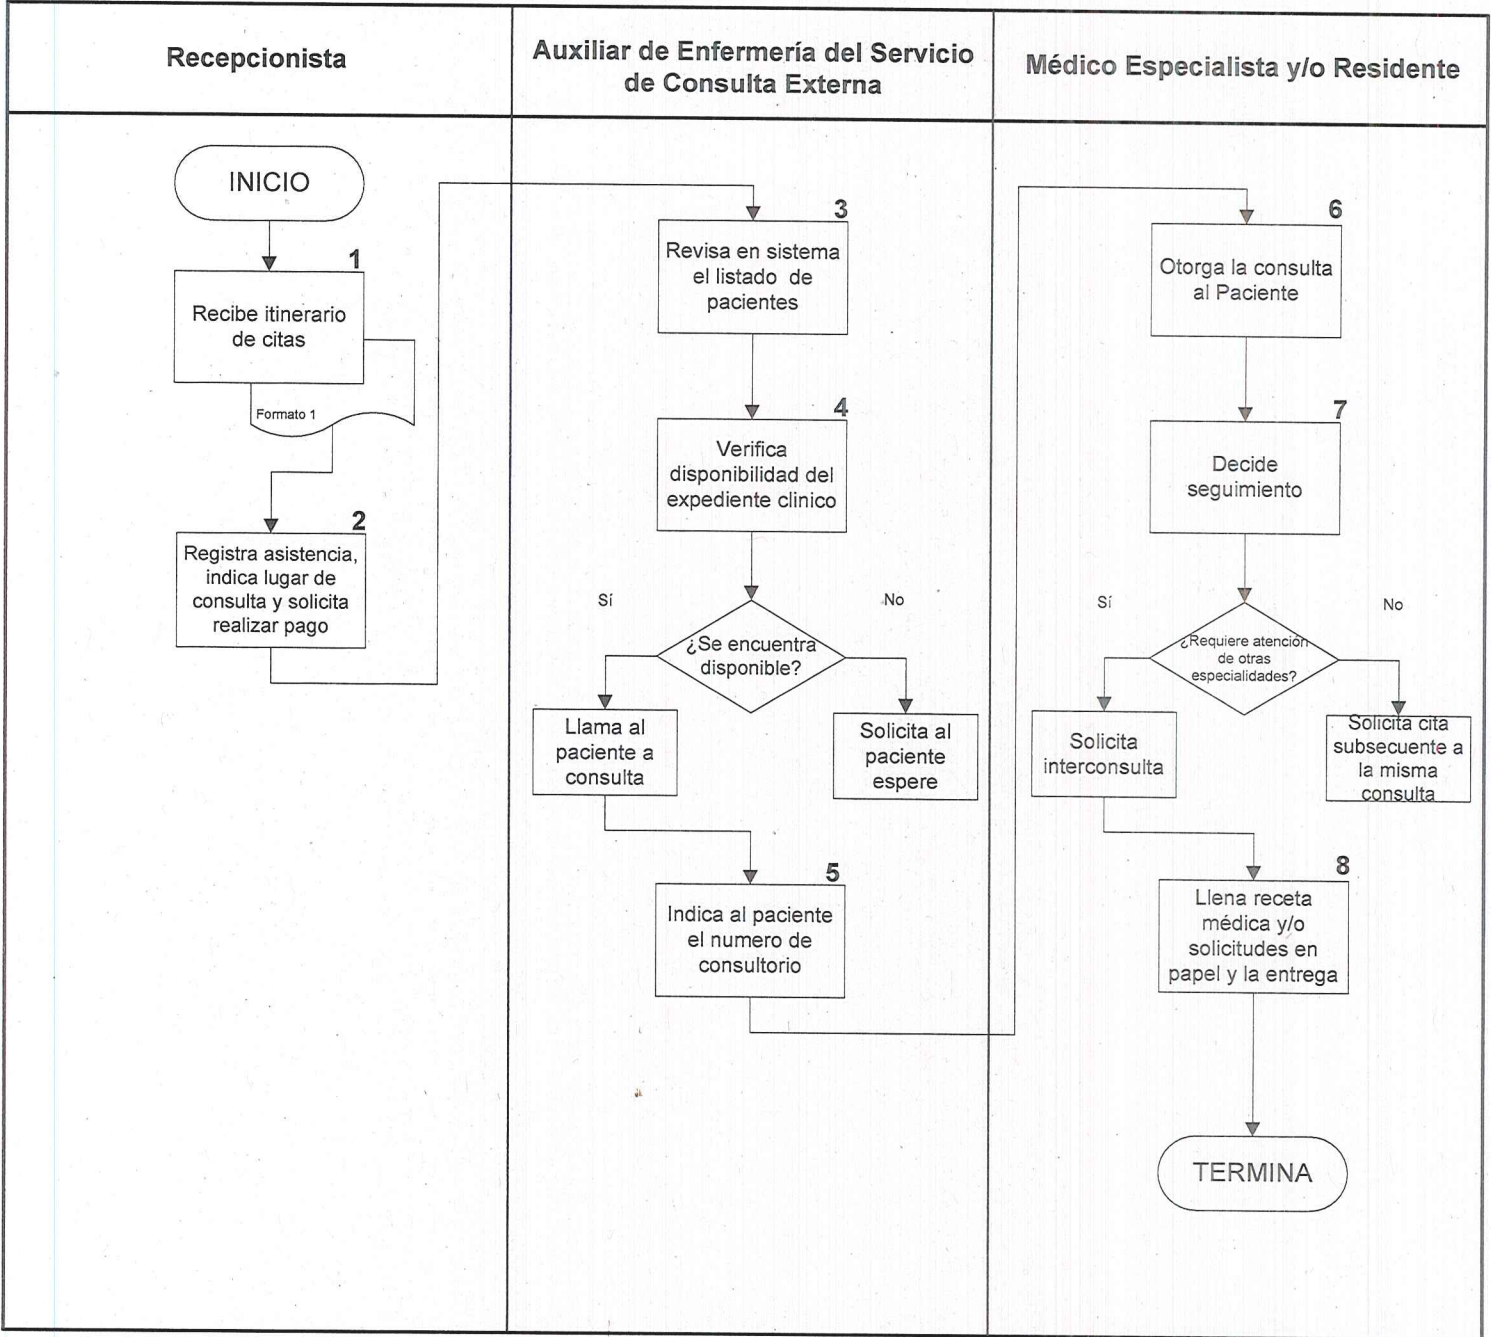 Recepcionista
Auxiliar de Enfermería del Servicio
de Consulta Externa
Médico Especialista y/o Residente
INICIO
1
Recibe itinerario
de citas
Formato 1
2
Registra asistencia,
indica lugar de
consulta y solicita
realizar pago
3
Revisa en sistema
el listado de
pacientes
4
Verifica
disponibilidad del
expediente clinico
Sí
No
¿Se encuentra
disponible?
Llama al
paciente a
consulta
Solicita al
paciente
espere
5
Indica al paciente
el numero de
consultorio
6
Otorga la consulta
al Paciente
7
Decide
seguimiento
Sí
No
¿Requiere atención
de otras
especialidades?
Solicita
interconsulta
Solicita cita
subsecuente a
la misma
consulta
8
Llena receta
médica y/o
solicitudes en
papel y la entrega
TERMINA